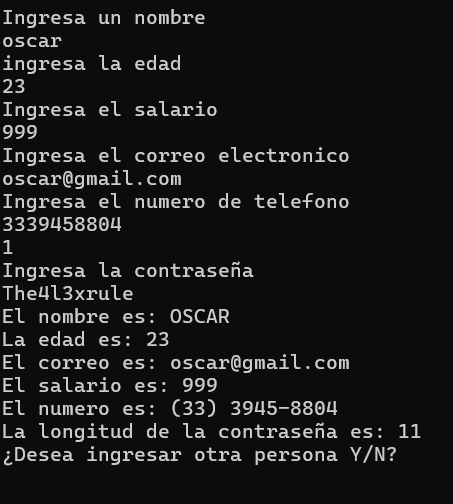 Ingresa un nombre
oscar
ingresa la edad
23
Ingresa el salario
999
Ingresa el correo electronico
oscar@gmail.com
Ingresa el numero de telefono
3339458804
1
Ingresa la contraseña
The4l3xrule
El nombre es: OSCAR
La edad es: 23
El correo es: oscar@gmail.com
El salario es: 999
El numero es: (33) 3945-8804
La longitud de la contraseña es: 11
¿Desea ingresar otra persona Y/N?